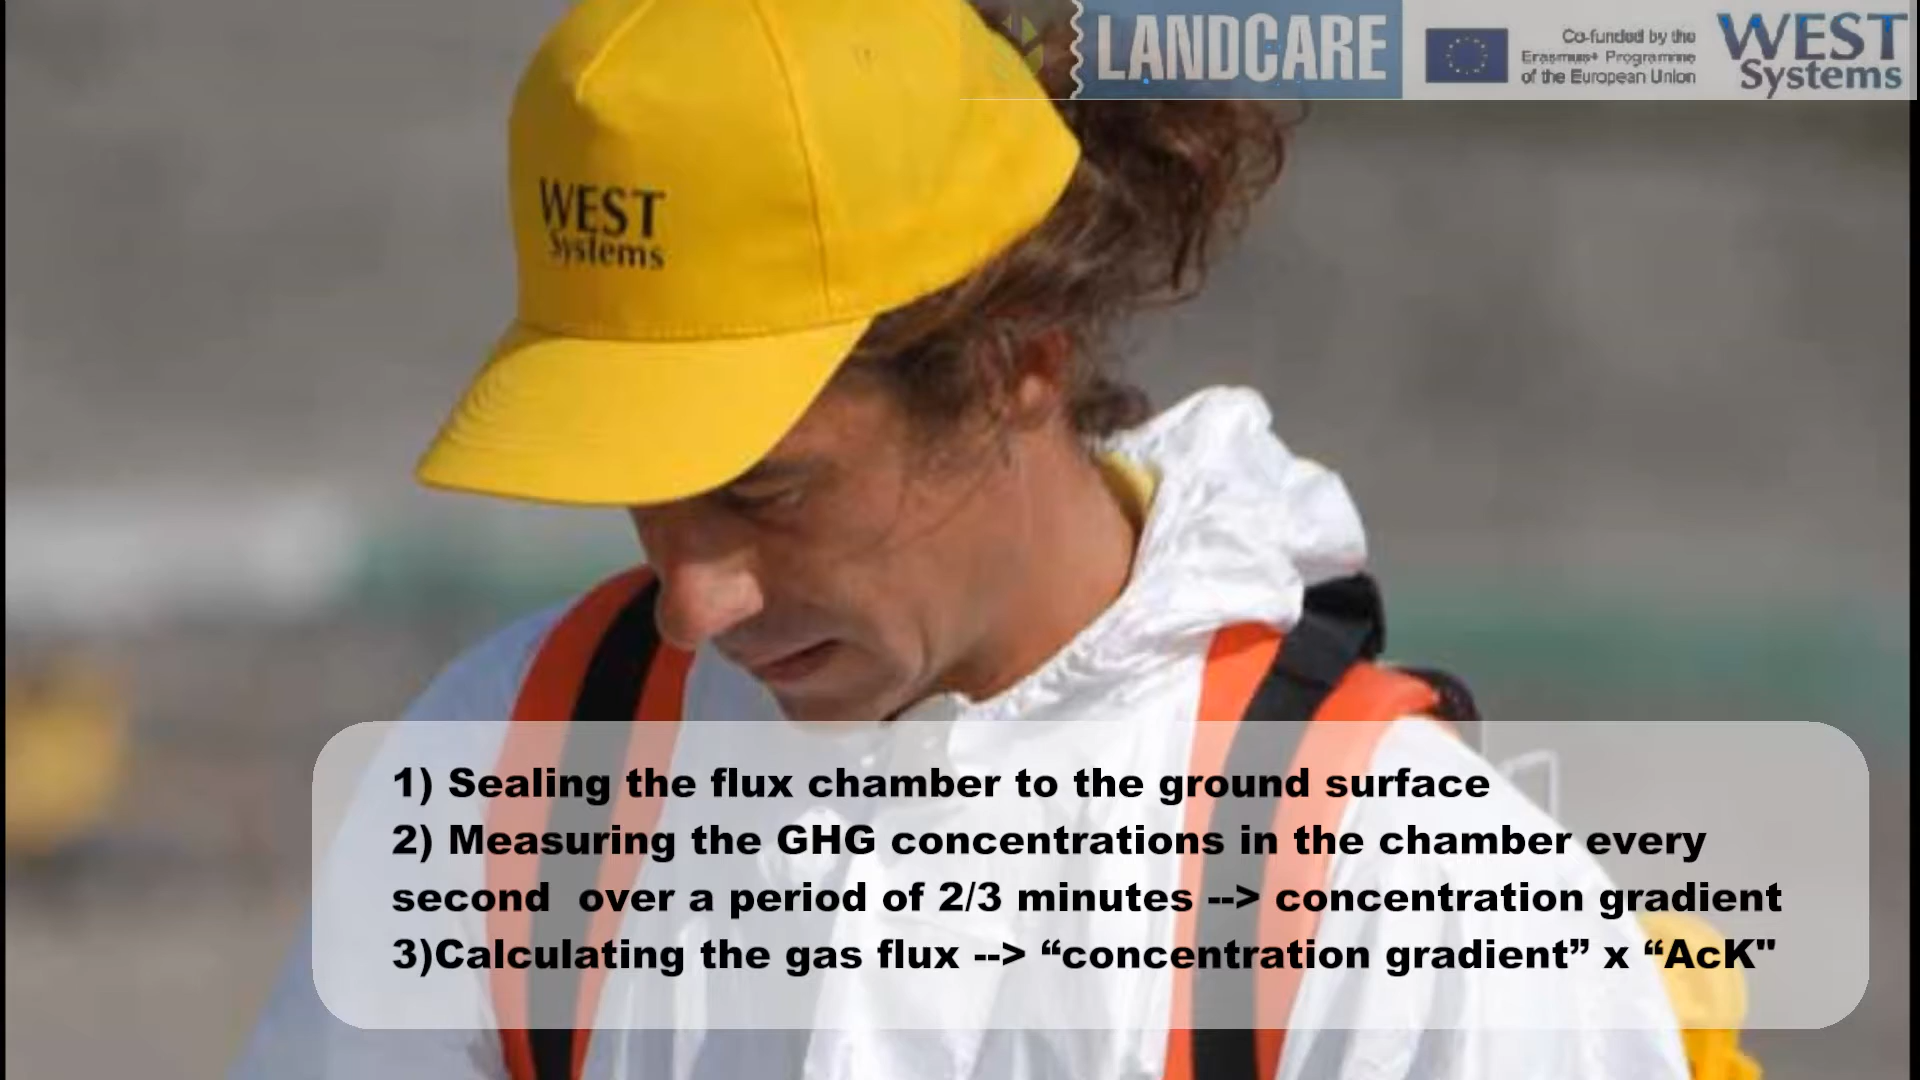 LANDCARE
Co-funded by the
Erasmus+ Programme
of the European Union
WEST
Systems
WEST
Systems
1) Sealing the flux chamber to the ground surface
2) Measuring the GHG concentrations in the chamber every
second over a period of 2/3 minutes --> concentration gradient
3)Calculating the gas flux --> “concentration gradient” x “AcK"